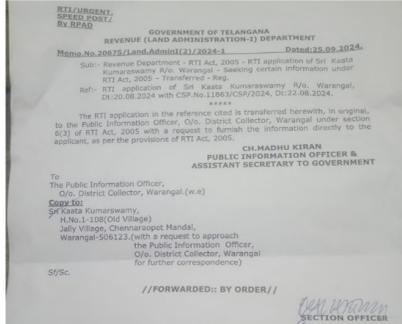 RTI/URGENT.
SPEED POST/
By RPAD
GOVERNMENT OF TELANGANA
REVENUE (LAND ADMINISTRATION-I) DEPARTMENT
Memo.No.20675/Land.AdmnI(2)/2024-1 Dated:25.09.2024.
Sub:- Revenue Department - RTI Act, 2005 - RTI application of Sri Kaata
Kumaraswamy R/o. Warangal - Seeking certain information under
RTI Act, 2005 - Transferred - Reg.
Ref:- RTI application of Sri Kaata Kumaraswamy R/o. Warangal,
Dt:20.08.2024 with CSP.No.11863/CSP/2024, Dt:22.08.2024.
*****
The RTI application in the reference cited is transferred herewith, in original,
to the Public Information Officer, O/o. District Collector, Warangal under section
6(3) of RTI Act, 2005 with a request to furnish the information directly to the
applicant, as per the provisions of RTI Act, 2005.
CH.MADHU KIRAN
PUBLIC INFORMATION OFFICER &
ASSISTANT SECRETARY TO GOVERNMENT
To
The Public Information Officer,
O/o. District Collector, Warangal.(w.e)
Copy to:
Sri Kaata Kumarswamy,
H.No.1-108(Old Village)
Jally Village, Chennaraopot Mandal,
Warangal-506123.(with a request to approach
the Public Information Officer,
O/o. District Collector, Warangal
for further correspondence)
Sf/Sc.
//FORWARDED:: BY ORDER//
SECTION OFFICER